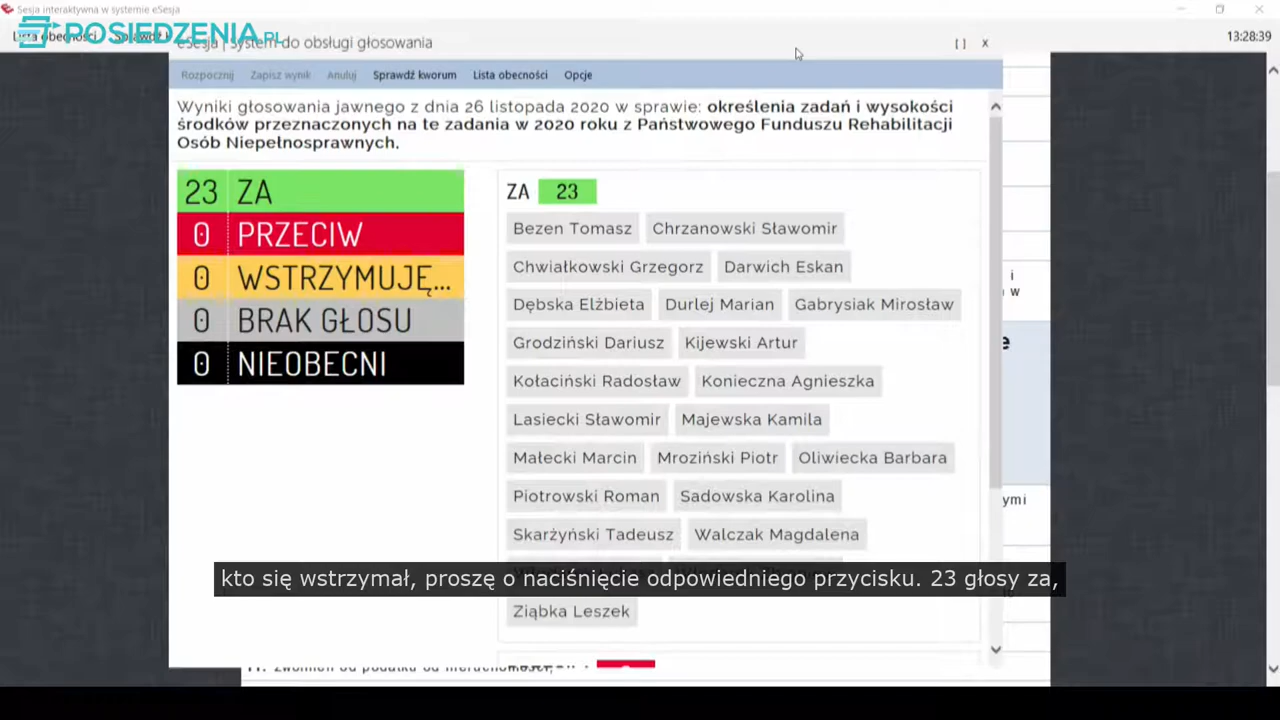 Sesja interaktywna w systemie eSesja
POSIEDZENIA.PL
Lista obecności
13:28:39
eSesja | system do obsługi głosowania
[ ] x
Rozpocznij Zapisz wynik Anuluj Sprawdź kworum Lista obecności Opcje
Wyniki głosowania jawnego z dnia 26 listopada 2020 w sprawie: określenia zadań i wysokości
środków przeznaczonych na te zadania w 2020 roku z Państwowego Funduszu Rehabilitacji
Osób Niepełnosprawnych.
23 ZA
0 PRZECIW
0 WSTRZYMUJĘ...
0 BRAK GŁOSU
0 NIEOBECNI
ZA 23
Bezen Tomasz Chrzanowski Sławomir
Chwiałkowski Grzegorz Darwich Eskan
Dębska Elżbieta Durlej Marian Gabrysiak Mirosław
Grodziński Dariusz Kijewski Artur
Kołaciński Radosław Konieczna Agnieszka
Lasiecki Sławomir Majewska Kamila
Małecki Marcin Mroziński Piotr Oliwiecka Barbara
Piotrowski Roman Sadowska Karolina
Skarżyński Tadeusz Walczak Magdalena
Ziąbka Leszek
i
w
e
ymi
kto się wstrzymał, proszę o naciśnięcie odpowiedniego przycisku. 23 głosy za,